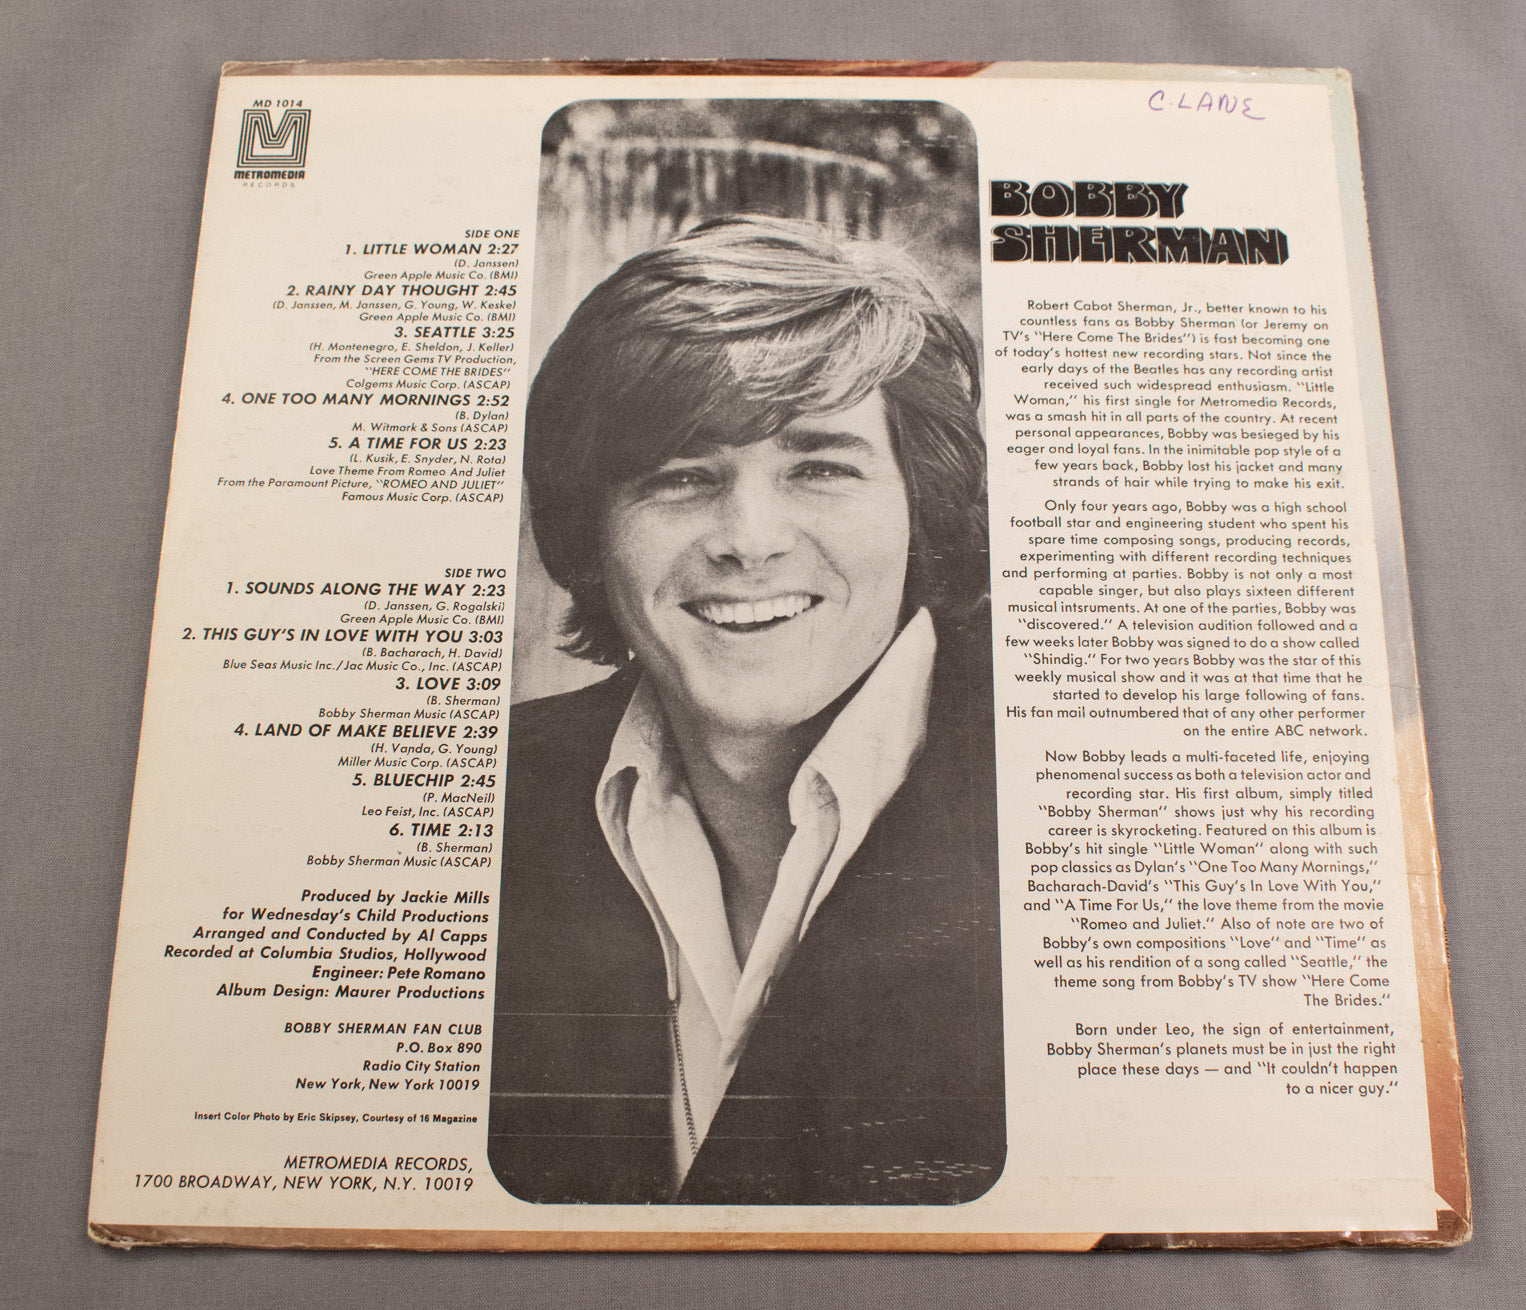 MD 1014
METROMEDIA
RECORDS
SIDE ONE
1. LITTLE WOMAN 2:27
(D. Janssen)
Green Apple Music Co. (BMI)
2. RAINY DAY THOUGHT 2:45
(D. Janssen, M. Janssen, G. Young, W. Keske)
Green Apple Music Co. (BMI)
3. SEATTLE 3:25
(H. Montenegro, E. Sheldon, J. Keller)
From the Screen Gems TV Production,
"HERE COME THE BRIDES"
Colgems Music Corp. (ASCAP)
4. ONE TOO MANY MORNINGS 2:52
(B. Dylan)
M. Witmark & Sons (ASCAP)
5. A TIME FOR US 2:23
(L. Kusik, E. Snyder, N. Rota)
Love Theme From Romeo And Juliet
From the Paramount Picture, "ROMEO AND JULIET"
Famous Music Corp. (ASCAP)
SIDE TWO
1. SOUNDS ALONG THE WAY 2:23
(D. Janssen, G. Rogalski)
Green Apple Music Co. (BMI)
2. THIS GUY'S IN LOVE WITH YOU 3:03
(B. Bacharach, H. David)
Blue Seas Music Inc./Jac Music Co., Inc. (ASCAP)
3. LOVE 3:09
(B. Sherman)
Bobby Sherman Music (ASCAP)
4. LAND OF MAKE BELIEVE 2:39
(H. Vanda, G. Young)
Miller Music Corp. (ASCAP)
5. BLUECHIP 2:45
(P. MacNeil)
Leo Feist, Inc. (ASCAP)
6. TIME 2:13
(B. Sherman)
Bobby Sherman Music (ASCAP)
Produced by Jackie Mills
for Wednesday's Child Productions
Arranged and Conducted by Al Capps
Recorded at Columbia Studios, Hollywood
Engineer: Pete Romano
Album Design: Maurer Productions
BOBBY SHERMAN FAN CLUB
P.O. Box 890
Radio City Station
New York, New York 10019
Insert Color Photo by Eric Skipsey, Courtesy of 16 Magazine
METROMEDIA RECORDS,
1700 BROADWAY, NEW YORK, N.Y. 10019
C. LANE
BOBBY
SHERMAN
Robert Cabot Sherman, Jr., better known to his
countless fans as Bobby Sherman (or Jeremy on
TV's "Here Come The Brides") is fast becoming one
of today's hottest new recording stars. Not since the
early days of the Beatles has any recording artist
received such widespread enthusiasm. "Little
Woman," his first single for Metromedia Records,
was a smash hit in all parts of the country. At recent
personal appearances, Bobby was besieged by his
eager and loyal fans. In the inimitable pop style of a
few years back, Bobby lost his jacket and many
strands of hair while trying to make his exit.
Only four years ago, Bobby was a high school
football star and engineering student who spent his
spare time composing songs, producing records,
experimenting with different recording techniques
and performing at parties. Bobby is not only a most
capable singer, but also plays sixteen different
musical intsruments. At one of the parties, Bobby was
"discovered." A television audition followed and a
few weeks later Bobby was signed to do a show called
"Shindig." For two years Bobby was the star of this
weekly musical show and it was at that time that he
started to develop his large following of fans.
His fan mail outnumbered that of any other performer
on the entire ABC network.
Now Bobby leads a multi-faceted life, enjoying
phenomenal success as both a television actor and
recording star. His first album, simply titled
"Bobby Sherman" shows just why his recording
career is skyrocketing. Featured on this album is
Bobby's hit single "Little Woman" along with such
pop classics as Dylan's "One Too Many Mornings,"
Bacharach-David's "This Guy's In Love With You,"
and "A Time For Us," the love theme from the movie
"Romeo and Juliet." Also of note are two of
Bobby's own compositions "Love" and "Time" as
well as his rendition of a song called "Seattle," the
theme song from Bobby's TV show "Here Come
The Brides."
Born under Leo, the sign of entertainment,
Bobby Sherman's planets must be in just the right
place these days — and "It couldn't happen
to a nicer guy."